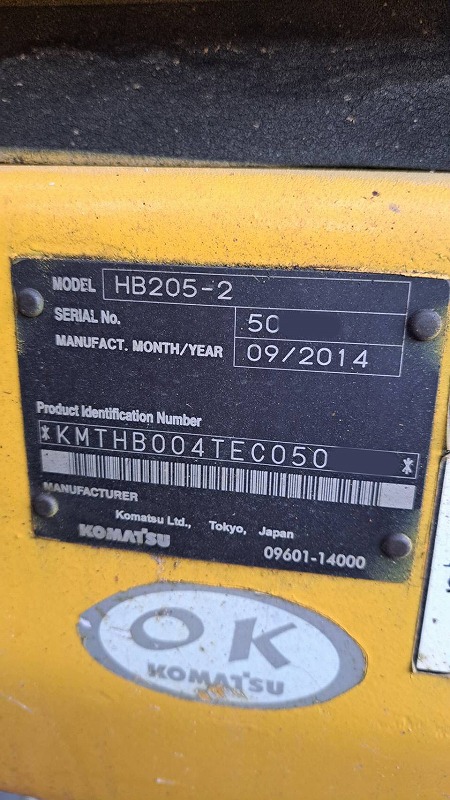 MODEL HB205-2
SERIAL No. 50
MANUFACT. MONTH/YEAR 09/2014
Product Identification Number
*KMTHB004TEC050 *
MANUFACTURER
Komatsu Ltd., Tokyo, Japan
KOMATSU 09601-14000
OK
KOMATSU